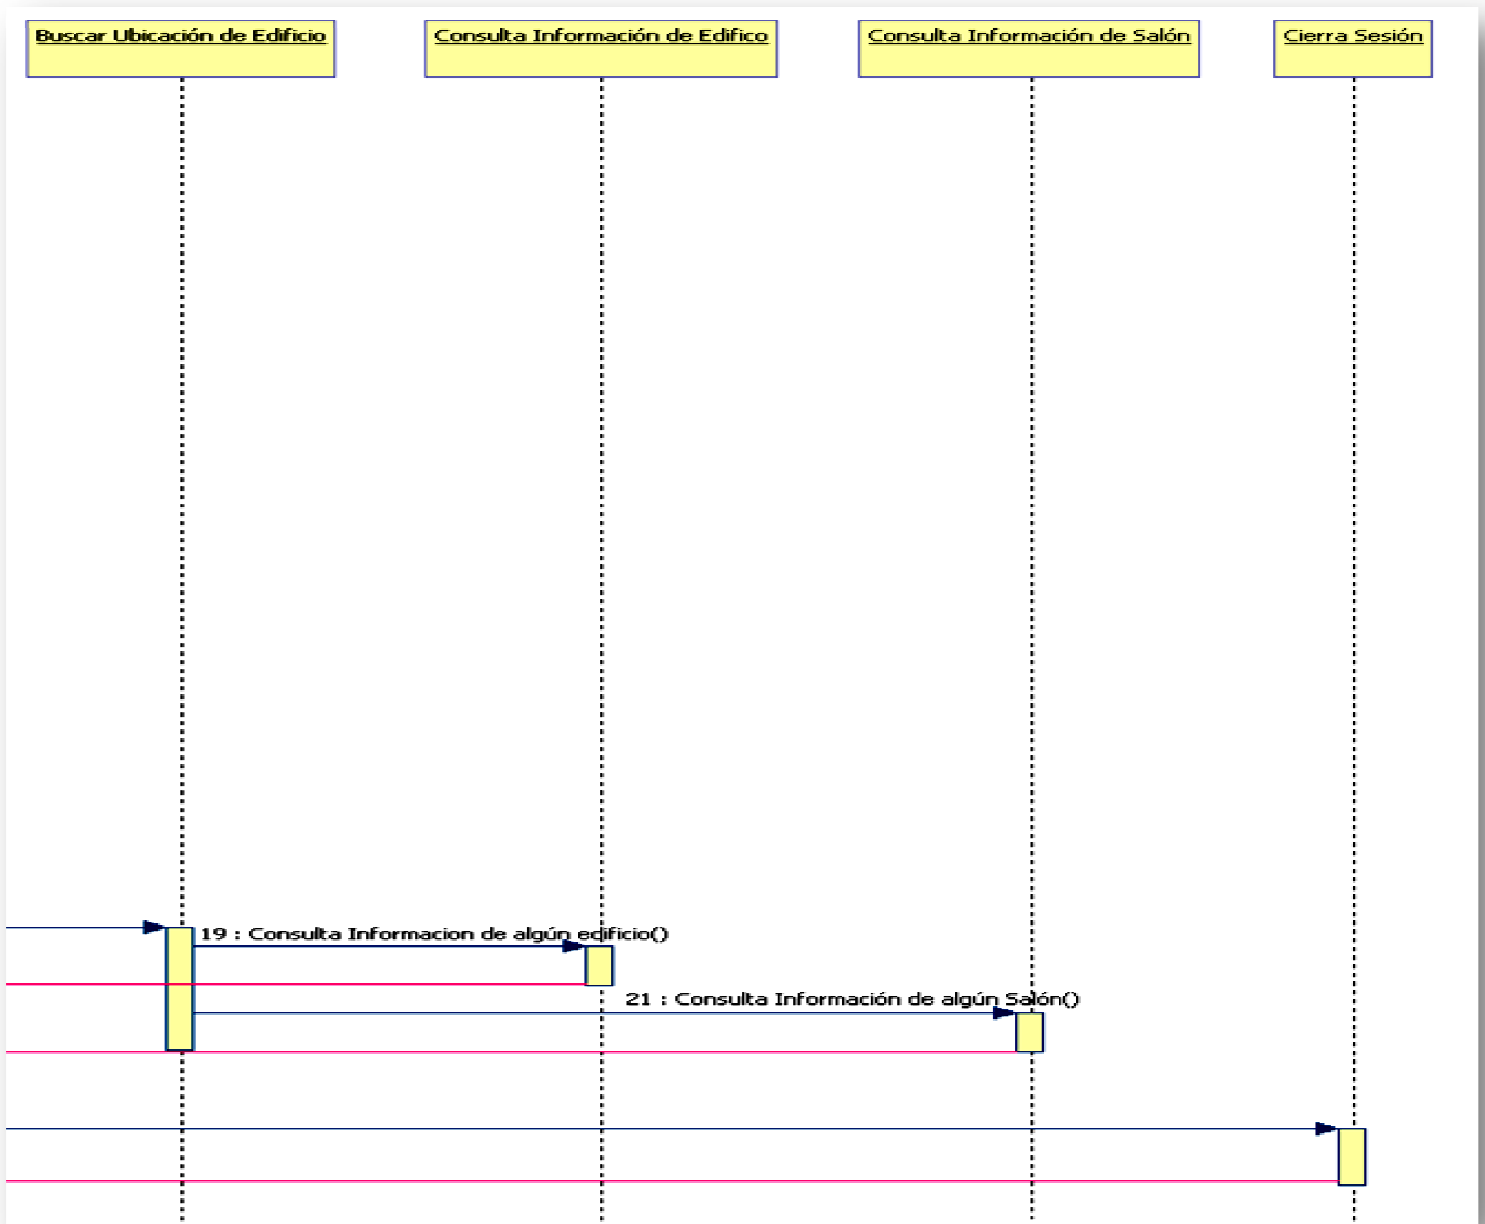 Buscar Ubicación de Edificio
Consulta Información de Edifico
Consulta Información de Salón
Cierra Sesión
19 : Consulta Informacion de algún edificio()
21 : Consulta Información de algún Salón()